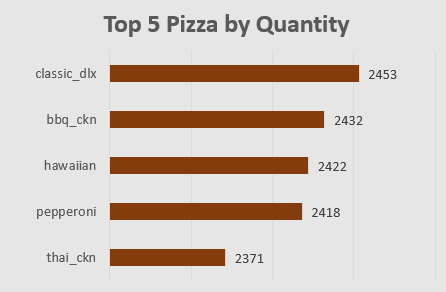 Top 5 Pizza by Quantity
classic_dlx 2453
bbq_ckn 2432
hawaiian 2422
pepperoni 2418
thai_ckn 2371